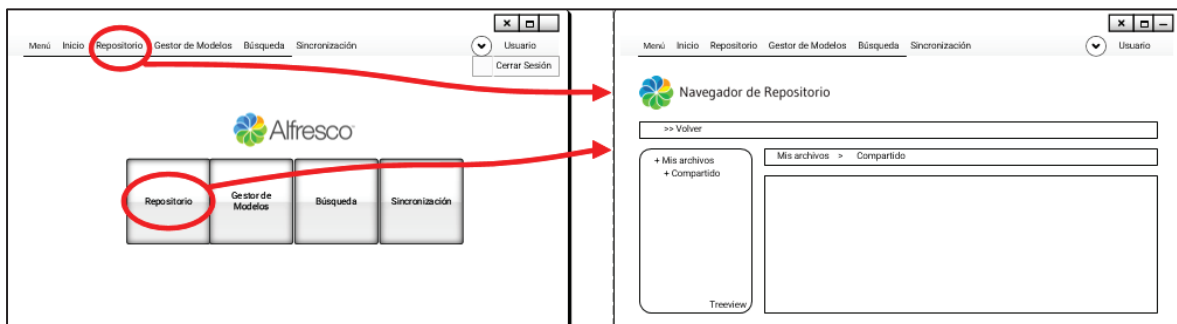 Menú Inicio Repositorio Gestor de Modelos Búsqueda Sincronización Usuario
Cerrar Sesión
Alfresco
Repositorio
Gestor de
Modelos
Búsqueda
Sincronización
Menú Inicio Repositorio Gestor de Modelos Búsqueda Sincronización Usuario
Navegador de Repositorio
>> Volver
+ Mis archivos
+ Compartido
Treeview
Mis archivos > Compartido